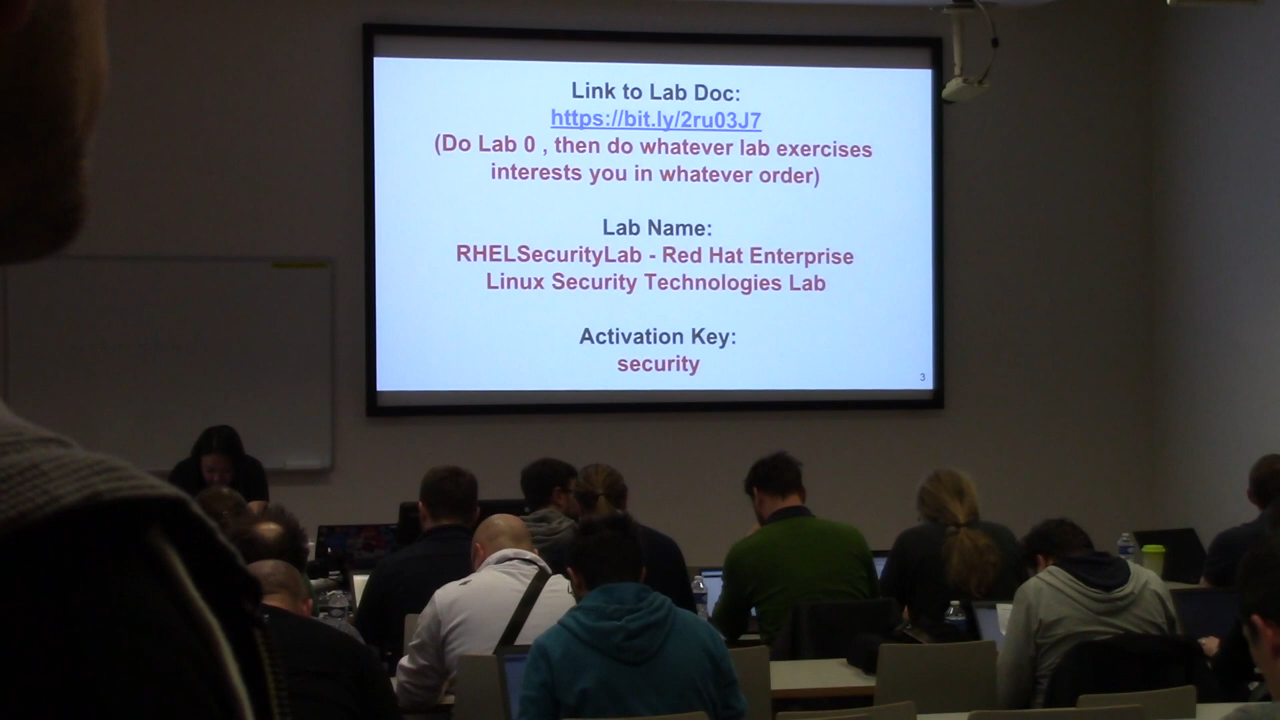 Link to Lab Doc:
https://bit.ly/2ru03J7
(Do Lab 0 , then do whatever lab exercises
interests you in whatever order)
Lab Name:
RHELSecurityLab - Red Hat Enterprise
Linux Security Technologies Lab
Activation Key:
security
3